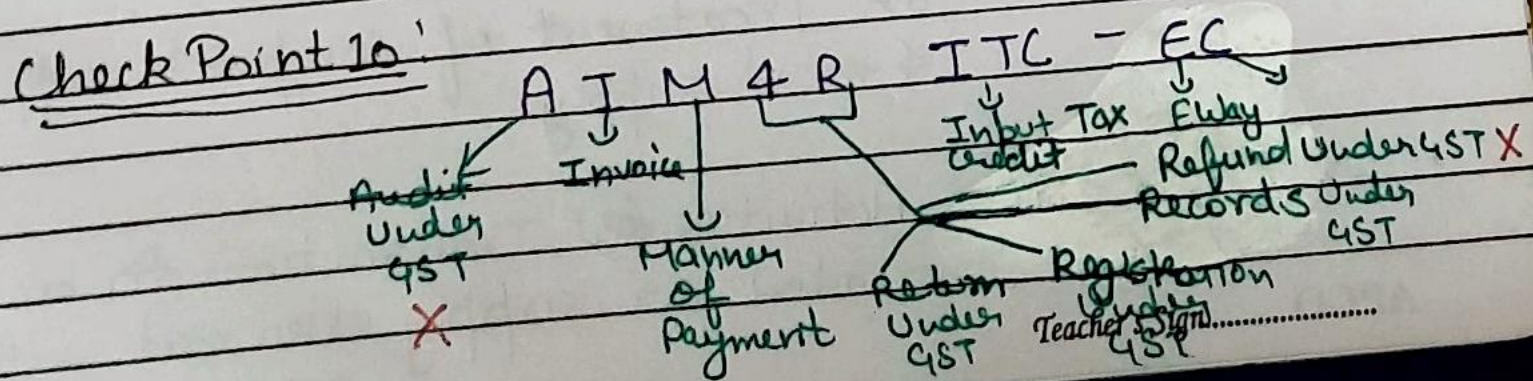 Check Point 10:
A I M 4 R ITC - EC
Audit Under GST X
Invoice
Manner Of Payment
Return Under GST
Registration Under GST
Records Under GST
Refund Under GST X
Input Tax Credit
EWay
Teacher's Sign.....................